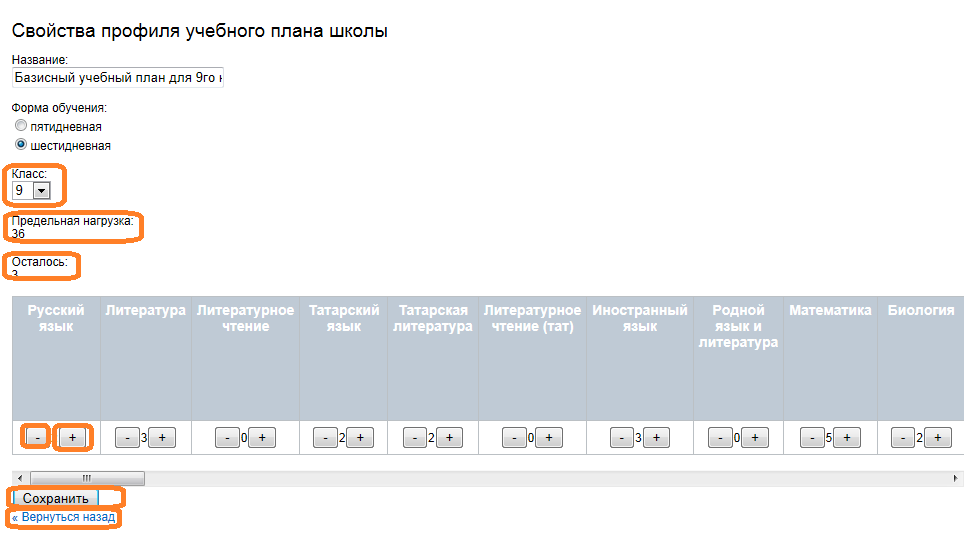 Свойства профиля учебного плана школы
Название:
Базисный учебный план для 9го
Форма обучения:
пятидневная
шестидневная
Класс:
9
Предельная нагрузка:
36
Осталось:
3
Русский язык
Литература
Литературное чтение
Татарский язык
Татарская литература
Литературное чтение (тат)
Иностранный язык
Родной язык и литература
Математика
Биология
- +
- 3 +
- 0 +
- 2 +
- 2 +
- 0 +
- 3 +
- 0 +
- 5 +
- 2 +
Сохранить
« Вернуться назад